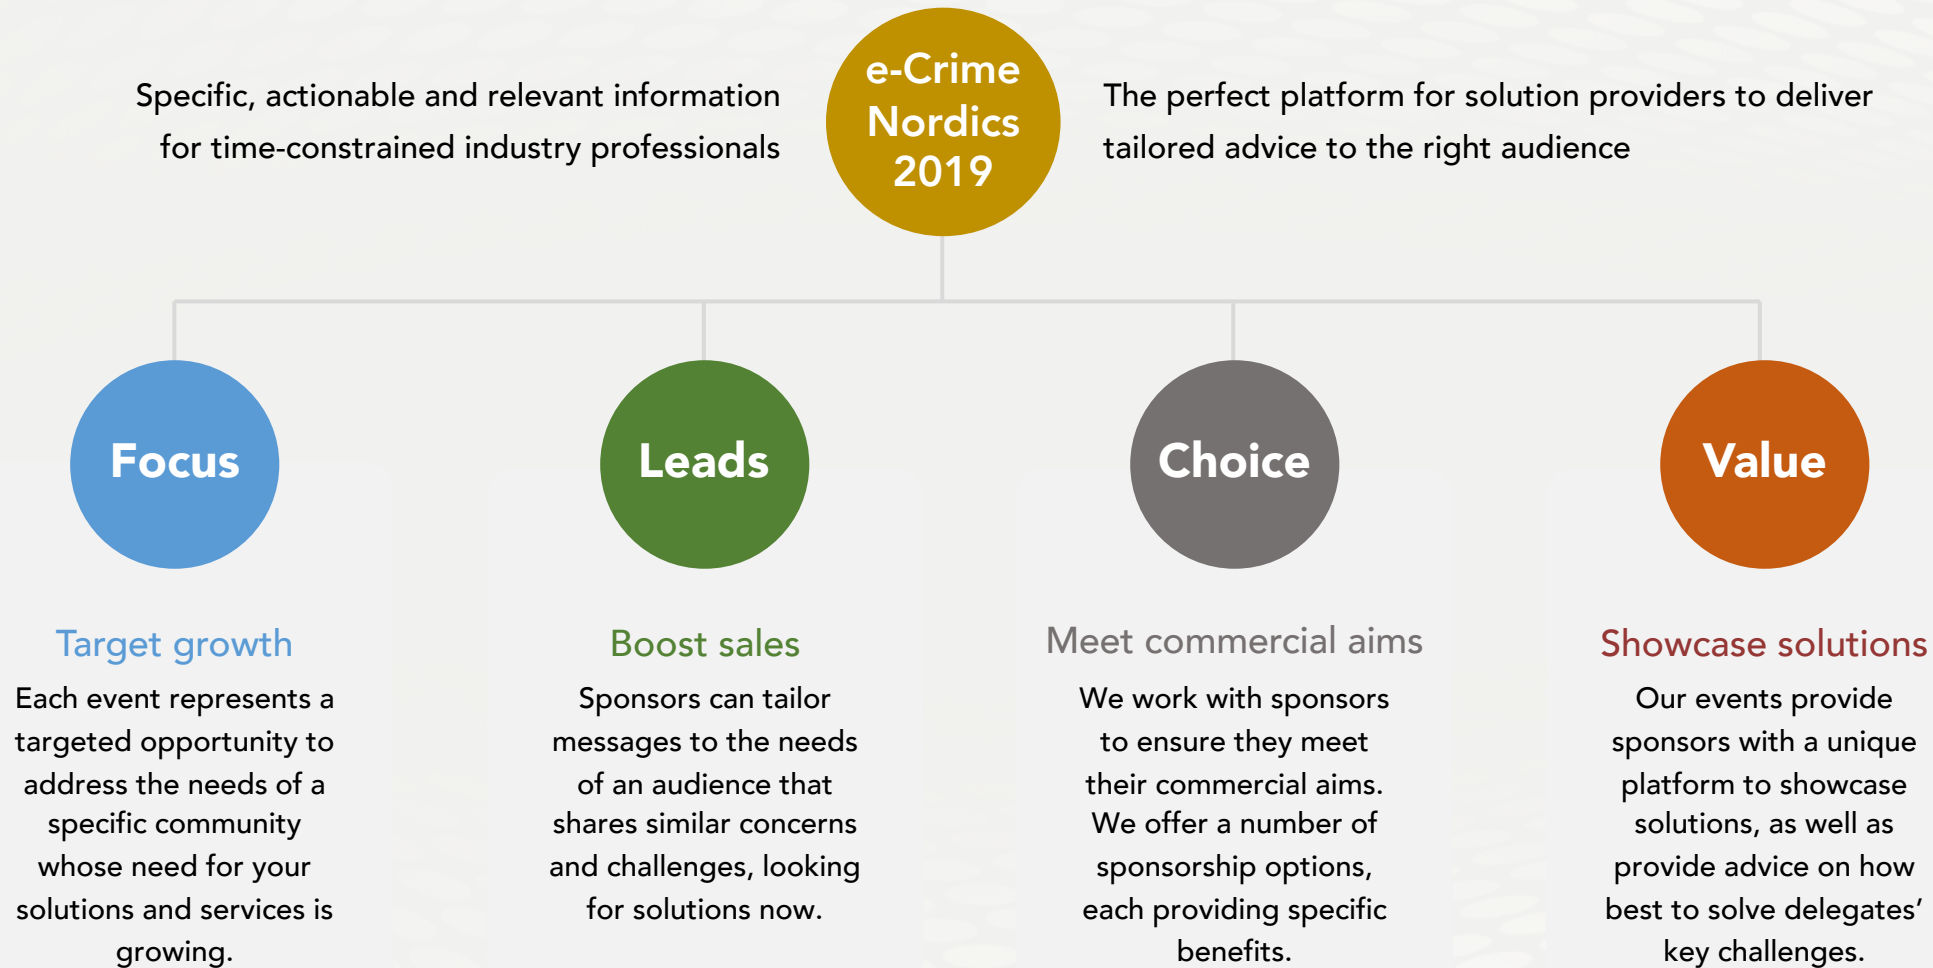 Specific, actionable and relevant information
for time-constrained industry professionals
e-Crime
Nordics
2019
The perfect platform for solution providers to deliver
tailored advice to the right audience
Focus
Target growth
Each event represents a
targeted opportunity to
address the needs of a
specific community
whose need for your
solutions and services is
growing.
Leads
Boost sales
Sponsors can tailor
messages to the needs
of an audience that
shares similar concerns
and challenges, looking
for solutions now.
Choice
Meet commercial aims
We work with sponsors
to ensure they meet
their commercial aims.
We offer a number of
sponsorship options,
each providing specific
benefits.
Value
Showcase solutions
Our events provide
sponsors with a unique
platform to showcase
solutions, as well as
provide advice on how
best to solve delegates’
key challenges.